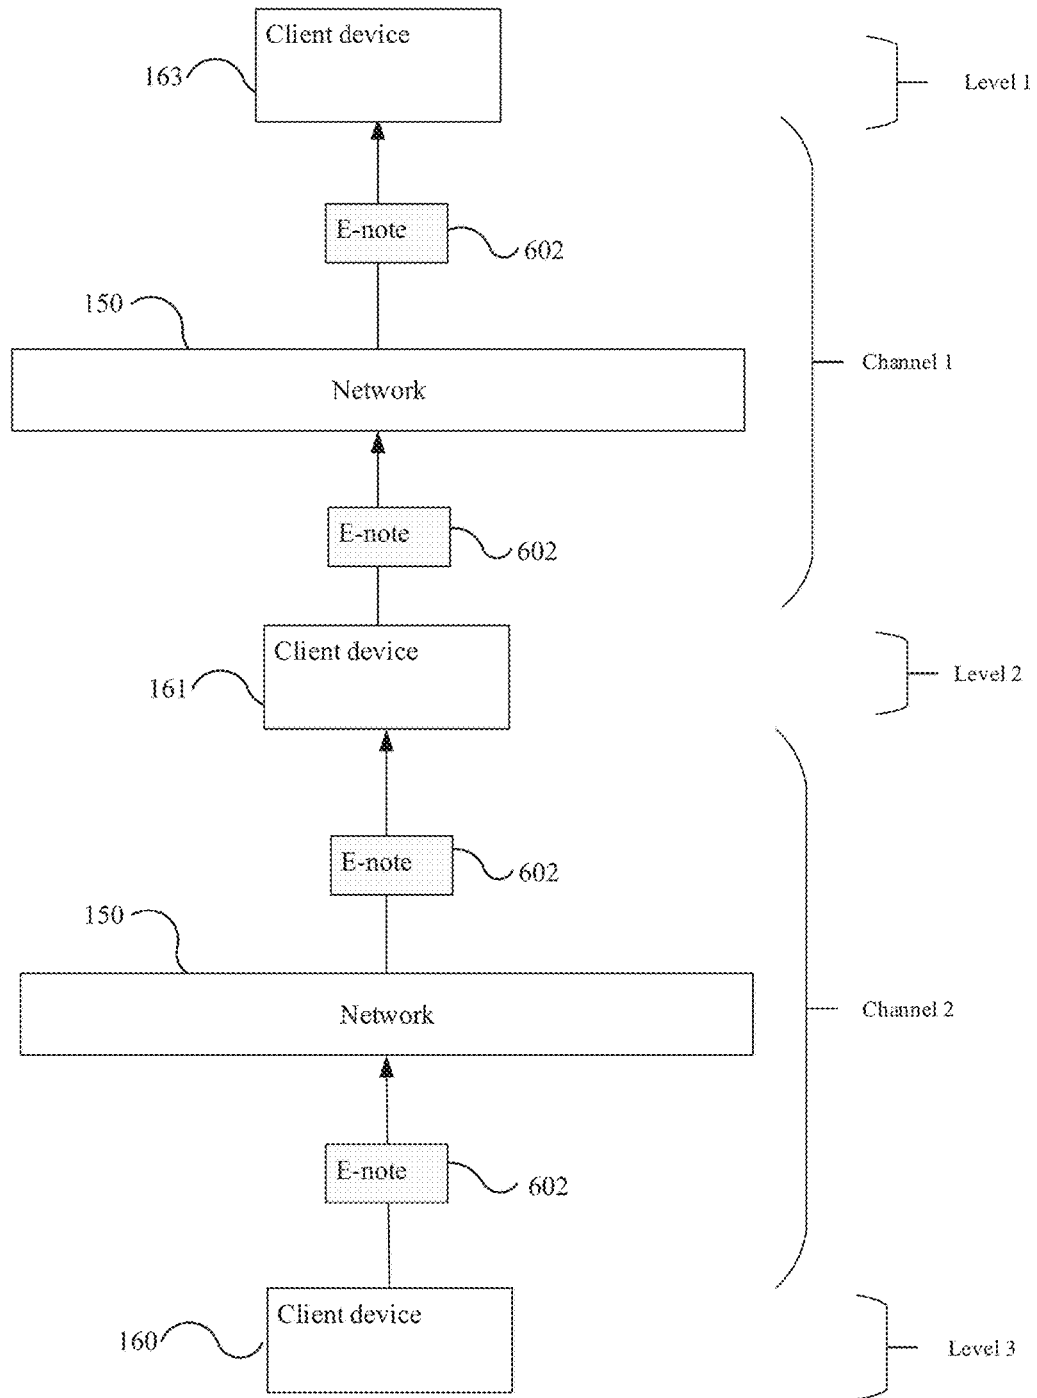 Client device
163
Level 1
E-note
602
150
Network
Channel 1
E-note
602
Client device
161
Level 2
E-note
602
150
Network
Channel 2
E-note
602
Client device
160
Level 3